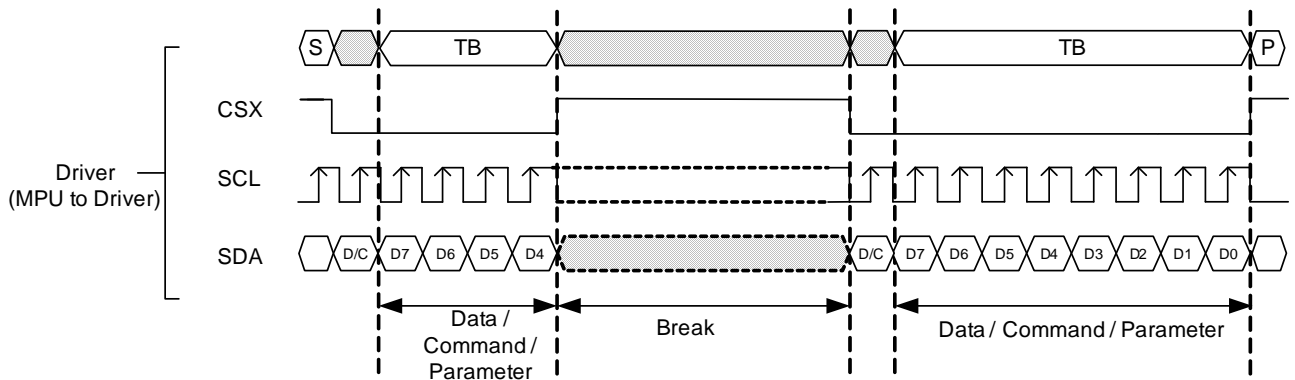 S TB TB P
CSX
Driver
(MPU to Driver)
SCL
SDA D/C D7 D6 D5 D4 D/C D7 D6 D5 D4 D3 D2 D1 D0
Data /
Command /
Parameter
Break
Data / Command / Parameter